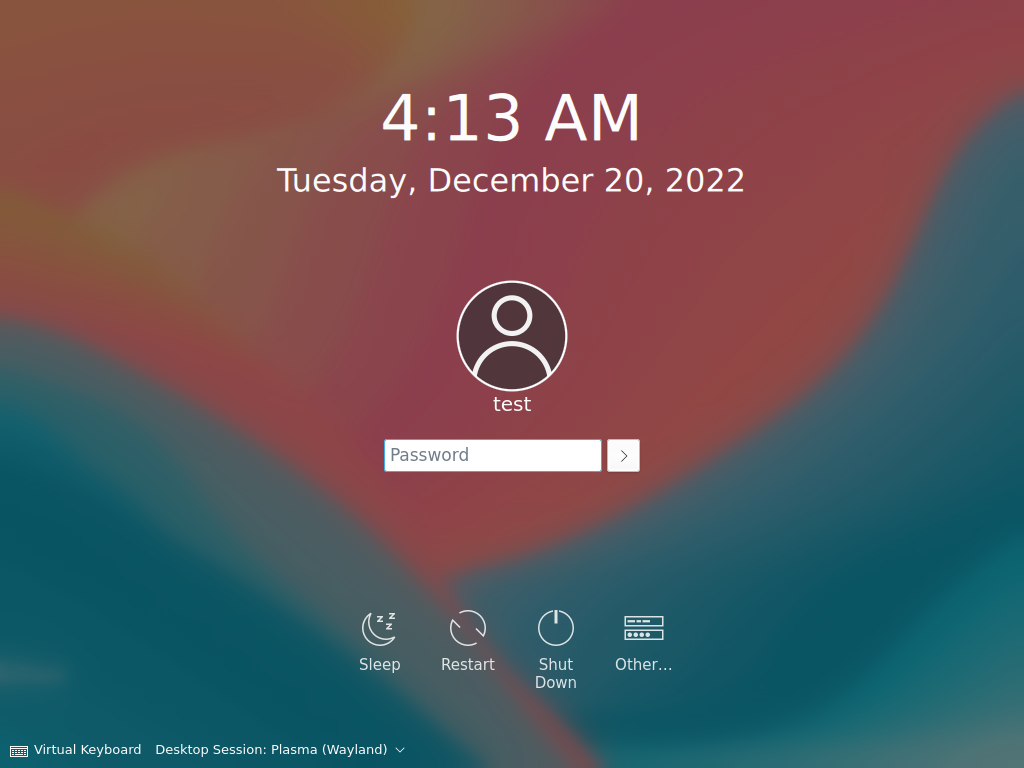 4:13 AM
Tuesday, December 20, 2022
test
Password
Sleep
Restart
Shut
Down
Other...
Virtual Keyboard
Desktop Session: Plasma (Wayland)